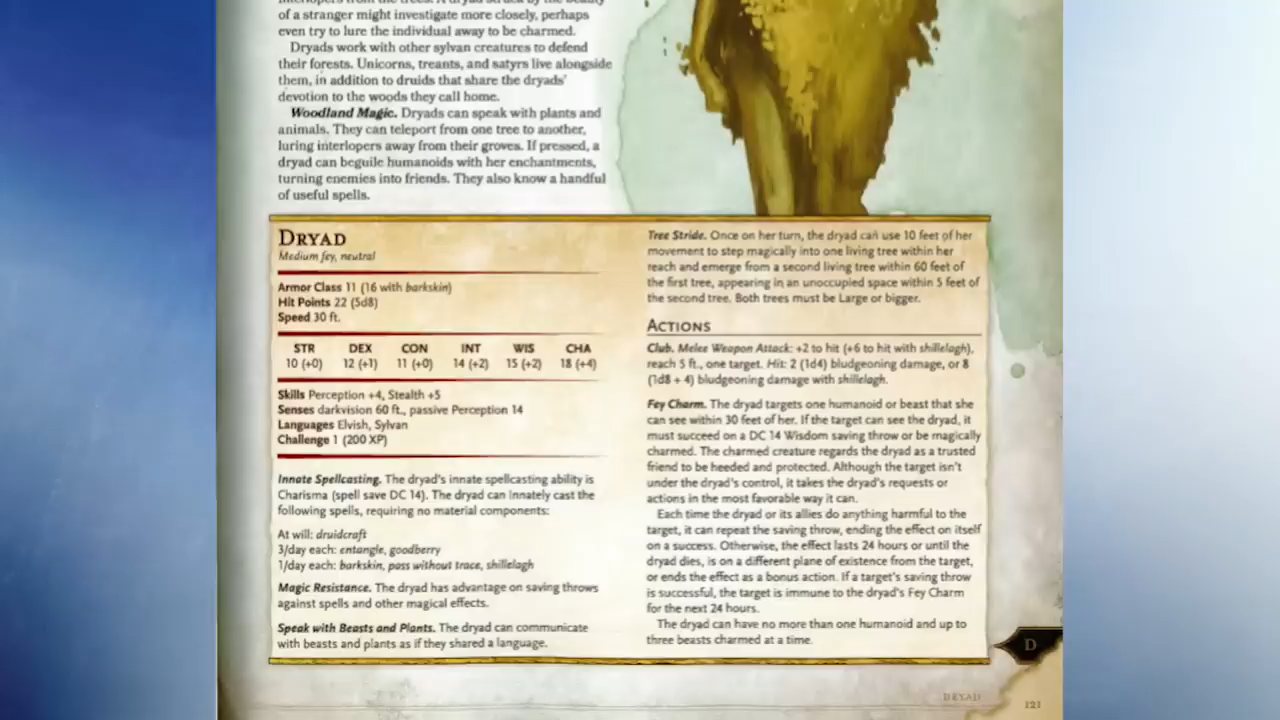 of a stranger might investigate more closely, perhaps
even try to lure the individual away to be charmed.
Dryads work with other sylvan creatures to defend
their forests. Unicorns, treants, and satyrs live alongside
them, in addition to druids that share the dryads'
devotion to the woods they call home.
Woodland Magic. Dryads can speak with plants and
animals. They can teleport from one tree to another,
luring interlopers away from their groves. If pressed, a
dryad can beguile humanoids with her enchantments,
turning enemies into friends. They also know a handful
of useful spells.
DRYAD
Medium fey, neutral
Armor Class 11 (16 with barkskin)
Hit Points 22 (5d8)
Speed 30 ft.
STR DEX CON INT WIS CHA
10 (+0) 12 (+1) 11 (+0) 14 (+2) 15 (+2) 18 (+4)
Skills Perception +4, Stealth +5
Senses darkvision 60 ft., passive Perception 14
Languages Elvish, Sylvan
Challenge 1 (200 XP)
Innate Spellcasting. The dryad's innate spellcasting ability is
Charisma (spell save DC 14). The dryad can innately cast the
following spells, requiring no material components:
At will: druidcraft
3/day each: entangle, goodberry
1/day each: barkskin, pass without trace, shillelagh
Magic Resistance. The dryad has advantage on saving throws
against spells and other magical effects.
Speak with Beasts and Plants. The dryad can communicate
with beasts and plants as if they shared a language.
Tree Stride. Once on her turn, the dryad can use 10 feet of her
movement to step magically into one living tree within her
reach and emerge from a second living tree within 60 feet of
the first tree, appearing in an unoccupied space within 5 feet of
the second tree. Both trees must be Large or bigger.
ACTIONS
Club. Melee Weapon Attack: +2 to hit (+6 to hit with shillelagh),
reach 5 ft., one target. Hit: 2 (1d4) bludgeoning damage, or 8
(1d8 + 4) bludgeoning damage with shillelagh.
Fey Charm. The dryad targets one humanoid or beast that she
can see within 30 feet of her. If the target can see the dryad, it
must succeed on a DC 14 Wisdom saving throw or be magically
charmed. The charmed creature regards the dryad as a trusted
friend to be heeded and protected. Although the target isn't
under the dryad's control, it takes the dryad's requests or
actions in the most favorable way it can.
Each time the dryad or its allies do anything harmful to the
target, it can repeat the saving throw, ending the effect on itself
on a success. Otherwise, the effect lasts 24 hours or until the
dryad dies, is on a different plane of existence from the target,
or ends the effect as a bonus action. If a target's saving throw
is successful, the target is immune to the dryad's Fey Charm
for the next 24 hours.
The dryad can have no more than one humanoid and up to
three beasts charmed at a time.
D
DRYAD
121